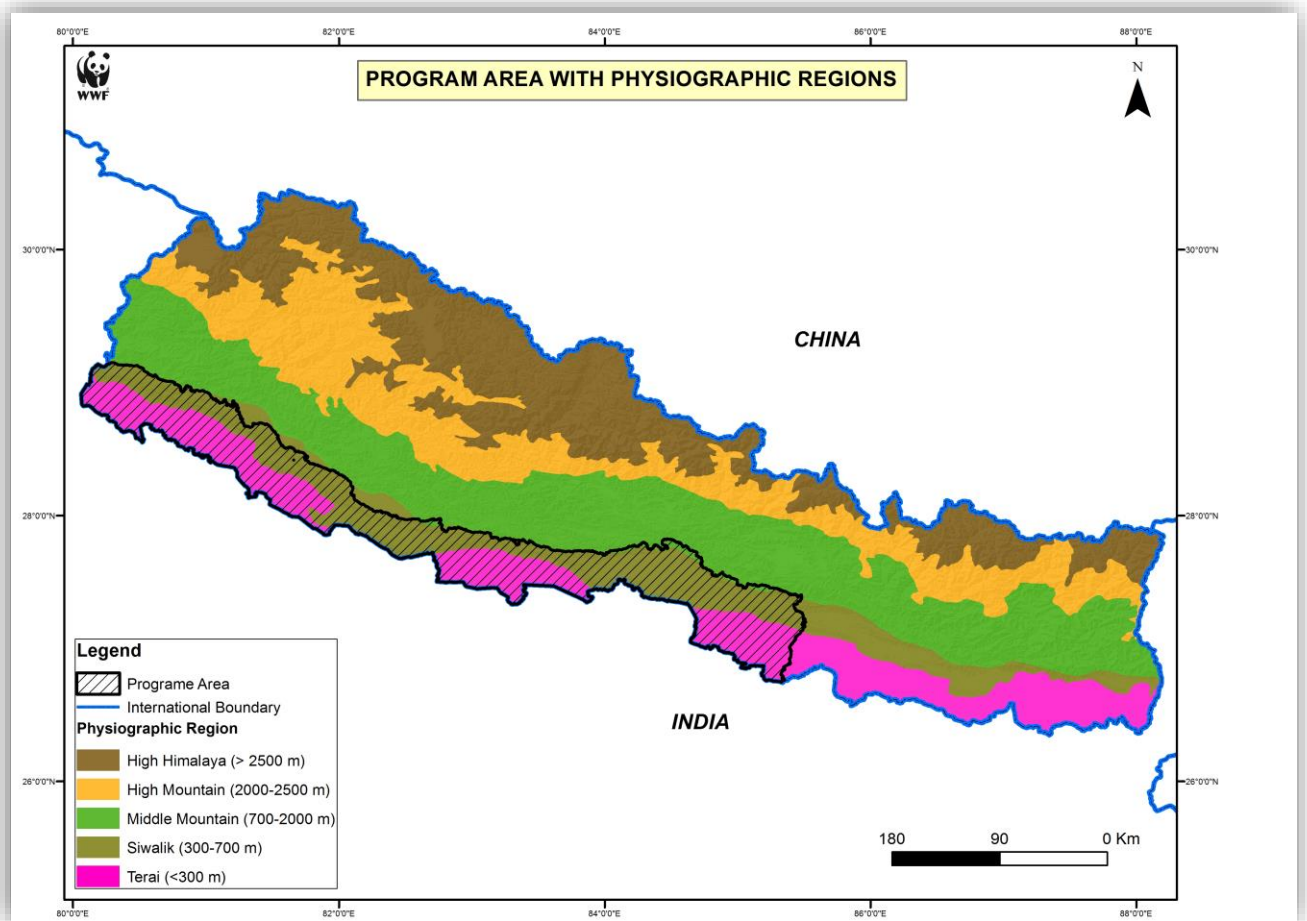 80°0'0"E 82°0'0"E 84°0'0"E 86°0'0"E 88°0'0"E
WWF
PROGRAM AREA WITH PHYSIOGRAPHIC REGIONS
N
30°0'0"N 30°0'0"N
CHINA
28°0'0"N 28°0'0"N
INDIA
26°0'0"N 26°0'0"N
Legend
Programe Area
International Boundary
Physiographic Region
High Himalaya (> 2500 m)
High Mountain (2000-2500 m)
Middle Mountain (700-2000 m)
Siwalik (300-700 m)
Terai (<300 m)
180 90 0 Km
80°0'0"E 82°0'0"E 84°0'0"E 86°0'0"E 88°0'0"E